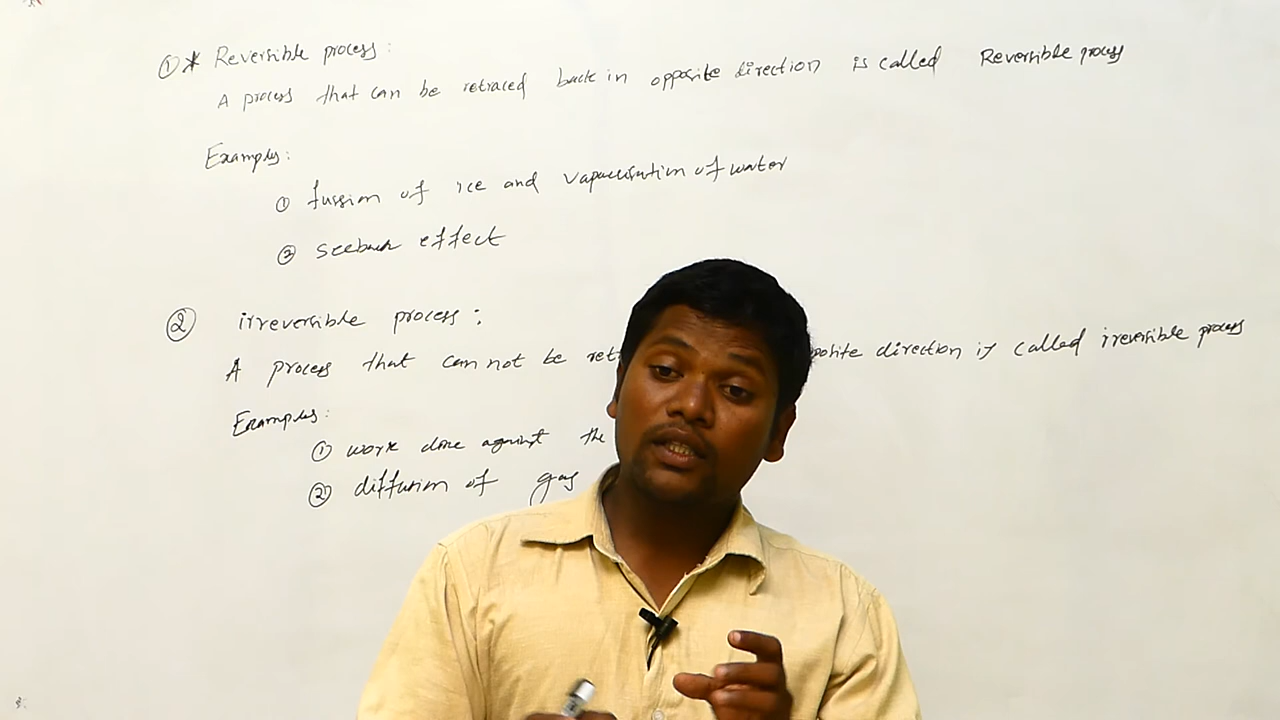 ① * Reversible process:
A process that can be retraced back in opposite direction is called Reversible process
Examples:
① fussion of ice and vapourisation of water
② seeback effect
② irreversible process:
A process that can not be ret posite direction is called irreversible process
Examples:
① work done against the
② diffusion of gas